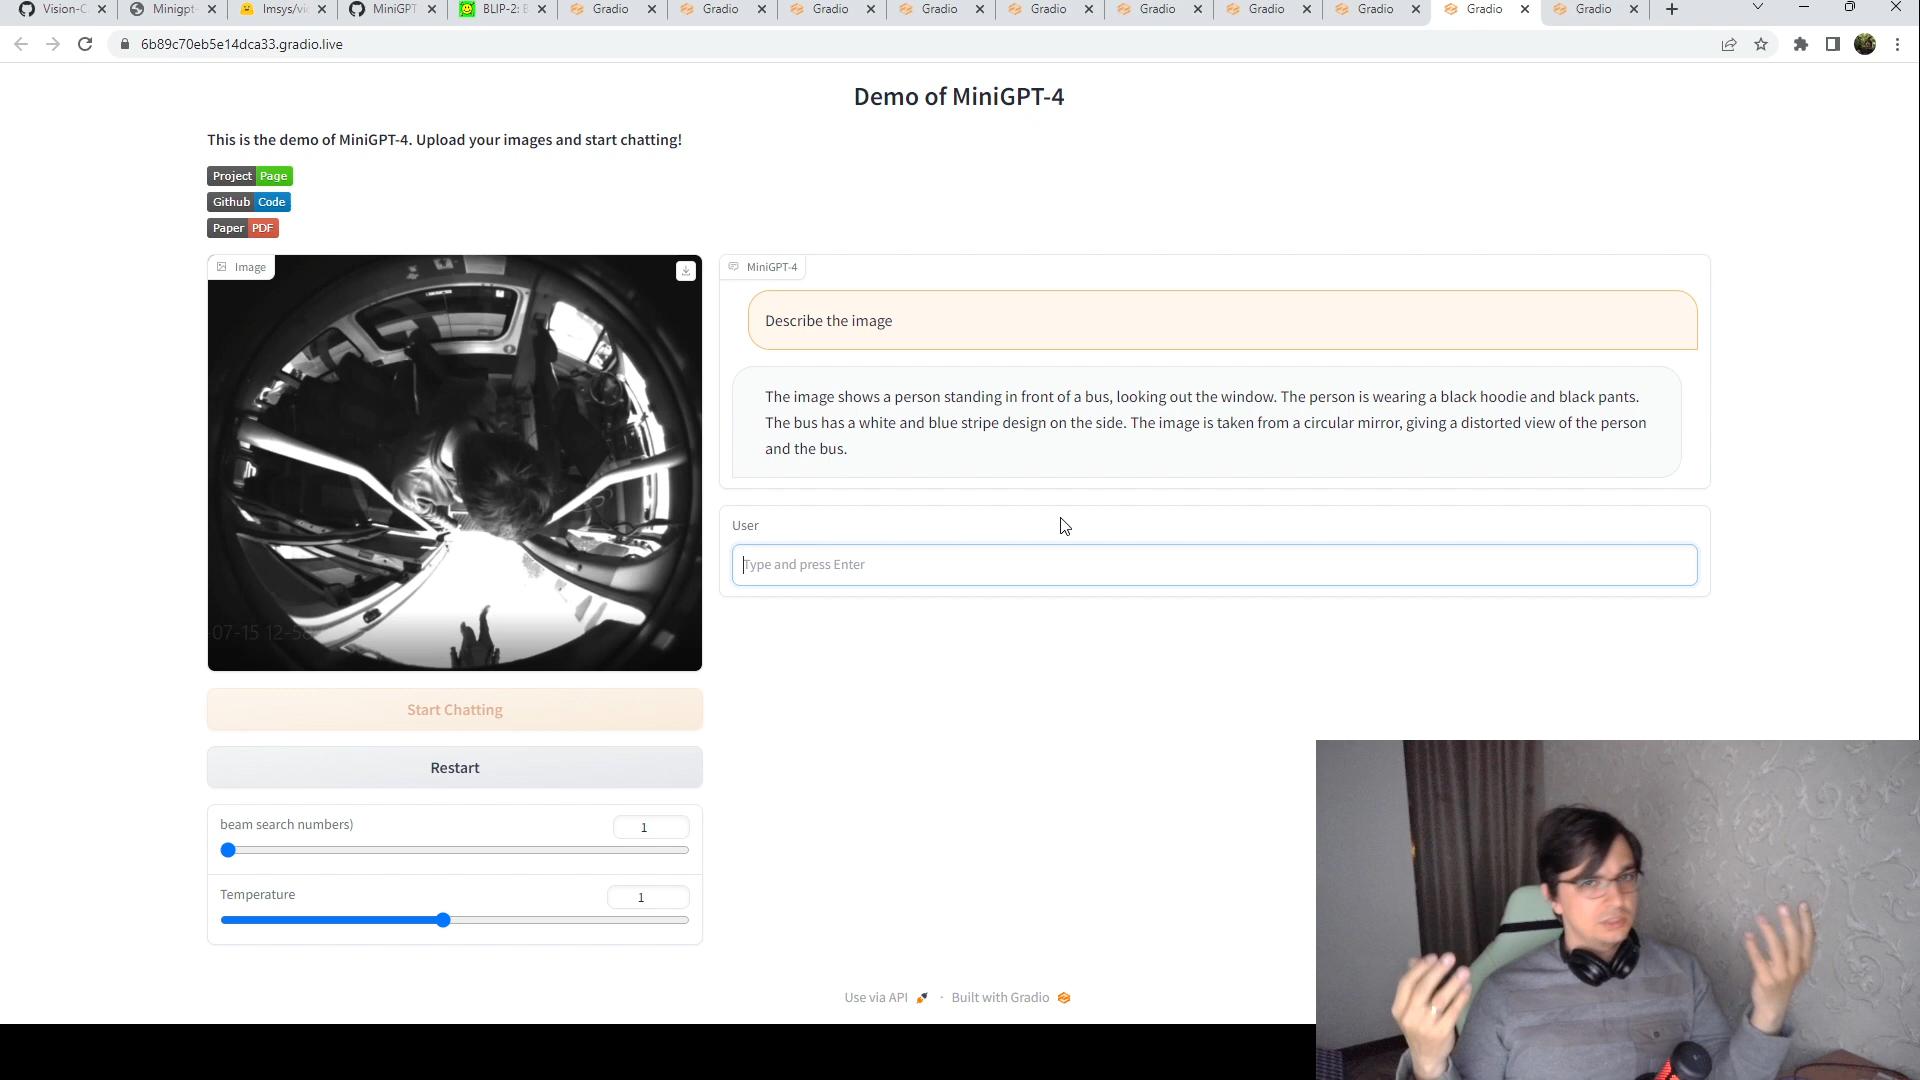 Vision-C
Minigpt-
lmsys/vic
MiniGPT
BLIP-2: B
Gradio
Gradio
Gradio
Gradio
Gradio
Gradio
Gradio
Gradio
Gradio
Gradio
6b89c70eb5e14dca33.gradio.live
Demo of MiniGPT-4
This is the demo of MiniGPT-4. Upload your images and start chatting!
Project Page
Github Code
Paper PDF
Image
-07-15 12-58
MiniGPT-4
Describe the image
The image shows a person standing in front of a bus, looking out the window. The person is wearing a black hoodie and black pants.
The bus has a white and blue stripe design on the side. The image is taken from a circular mirror, giving a distorted view of the person
and the bus.
User
Type and press Enter
Start Chatting
Restart
beam search numbers)
1
Temperature
1
Use via API · Built with Gradio